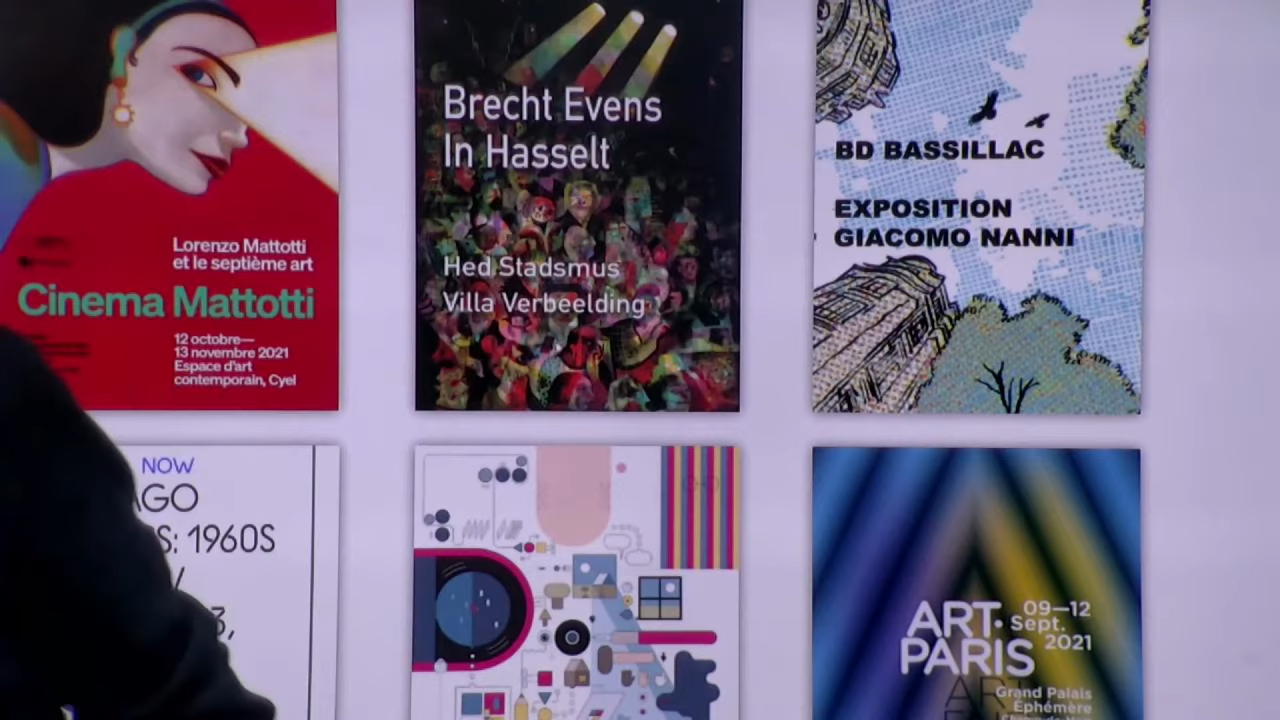 Lorenzo Mattotti
et le septième art
Cinema Mattotti
12 octobre—
13 novembre 2021
Espace d'art
contemporain, Cyel
Brecht Evens
In Hasselt
Hed Stadsmus
Villa Verbeelding
BD BASSILLAC
EXPOSITION
GIACOMO NANNI
NOW
AGO
S: 1960S
3,
ART
PARIS
09—12
Sept.
2021
Grand Palais
Éphémère